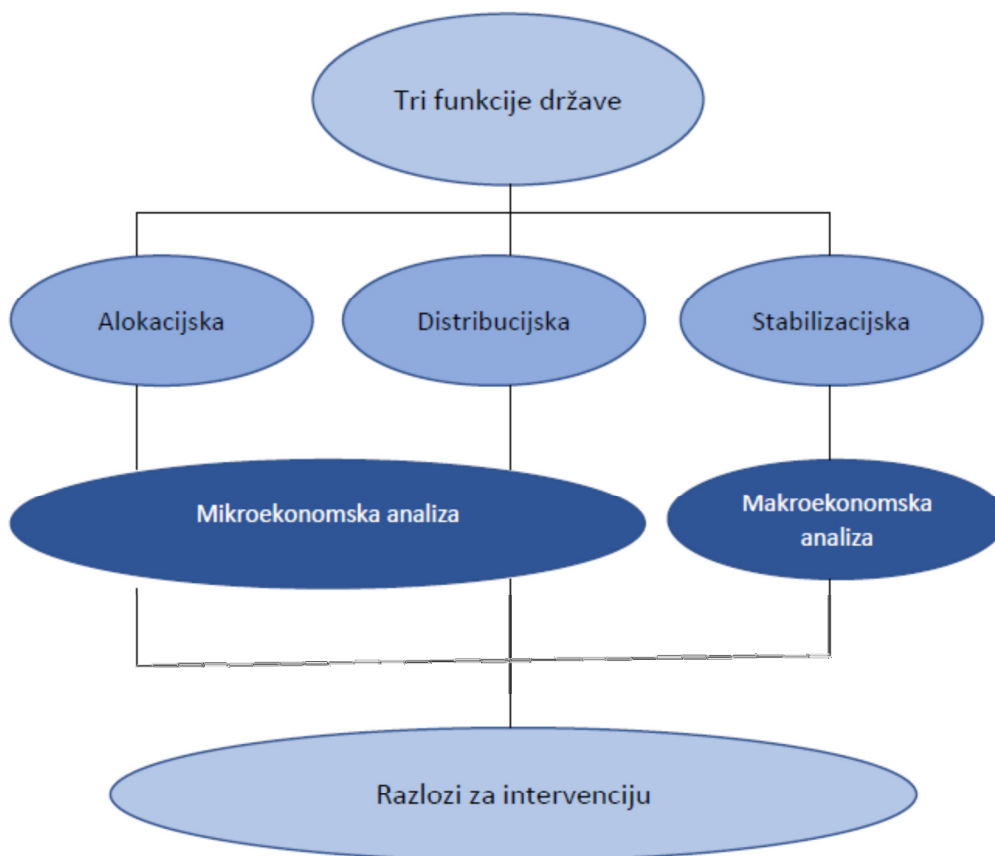 Tri funkcije države
Alokacijska
Distribucijska
Stabilizacijska
Mikroekonomska analiza
Makroekonomska
analiza
Razlozi za intervenciju